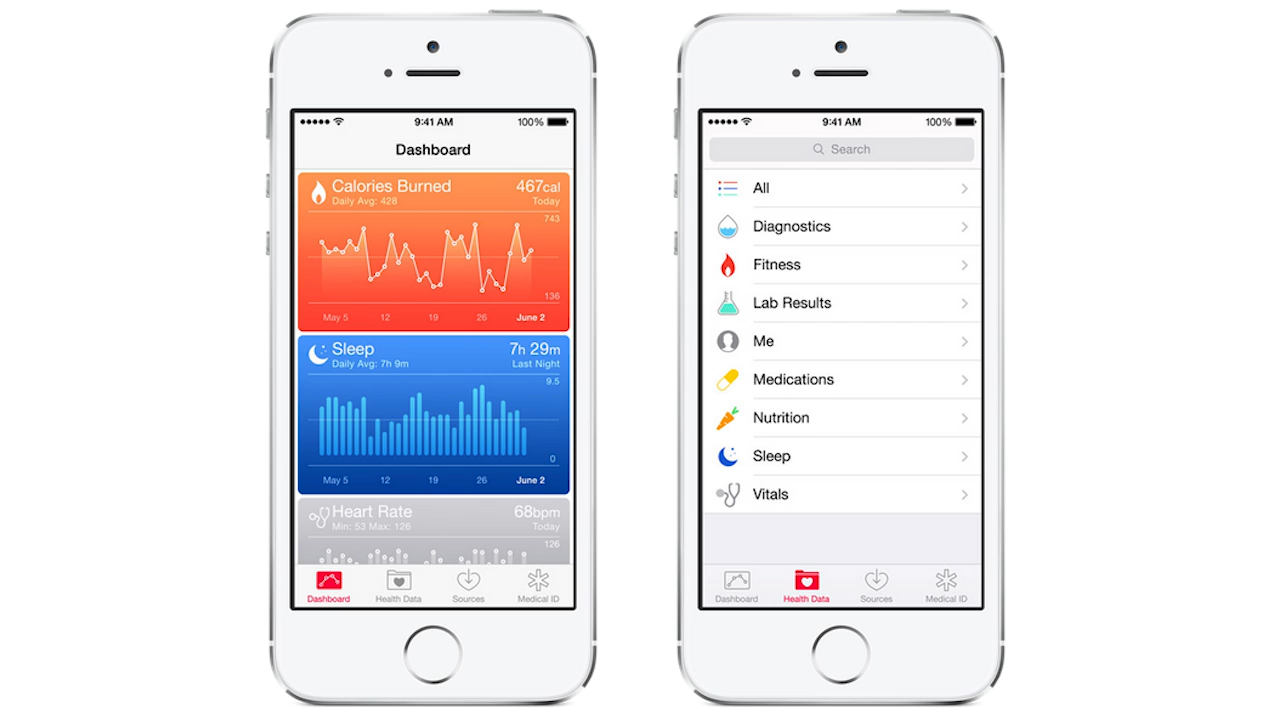 9:41 AM 100%
Dashboard
Calories Burned 467cal
Daily Avg: 428 Today
743
136
May 5 12 19 26 June 2
Sleep 7h 29m
Daily Avg: 7h 9m Last Night
9.5
0
May 5 12 19 26 June 2
Heart Rate 68bpm
Min: 53 Max: 126 Today
126
Dashboard Health Data Sources Medical ID
9:41 AM 100%
Search
All
Diagnostics
Fitness
Lab Results
Me
Medications
Nutrition
Sleep
Vitals
Dashboard Health Data Sources Medical ID